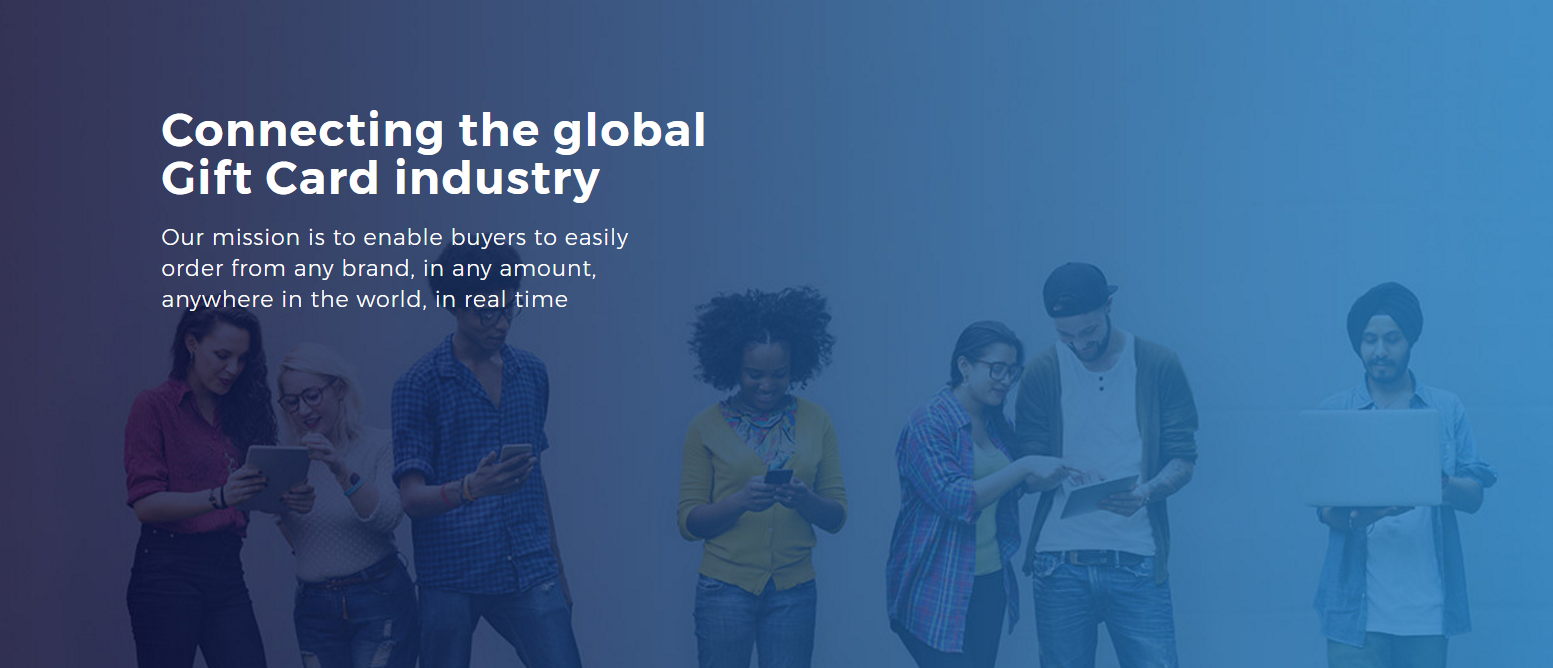 Connecting the global
Gift Card industry
Our mission is to enable buyers to easily
order from any brand, in any amount,
anywhere in the world, in real time